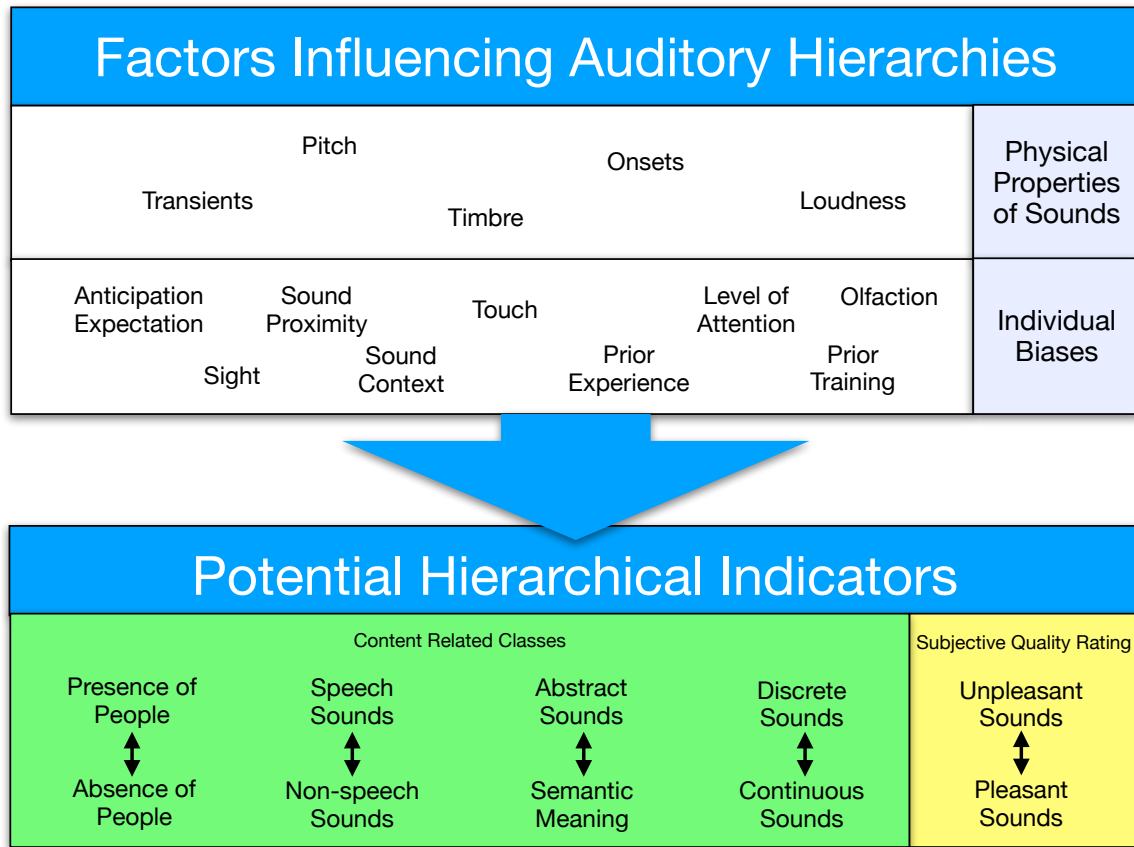 Factors Influencing Auditory Hierarchies
Pitch
Onsets
Transients
Timbre
Loudness
Physical
Properties
of Sounds
Anticipation
Expectation
Sound
Proximity
Touch
Level of
Attention
Olfaction
Sight
Sound
Context
Prior
Experience
Prior
Training
Individual
Biases
Potential Hierarchical Indicators
Content Related Classes
Subjective Quality Rating
Presence of
People
Absence of
People
Speech
Sounds
Non-speech
Sounds
Abstract
Sounds
Semantic
Meaning
Discrete
Sounds
Continuous
Sounds
Unpleasant
Sounds
Pleasant
Sounds